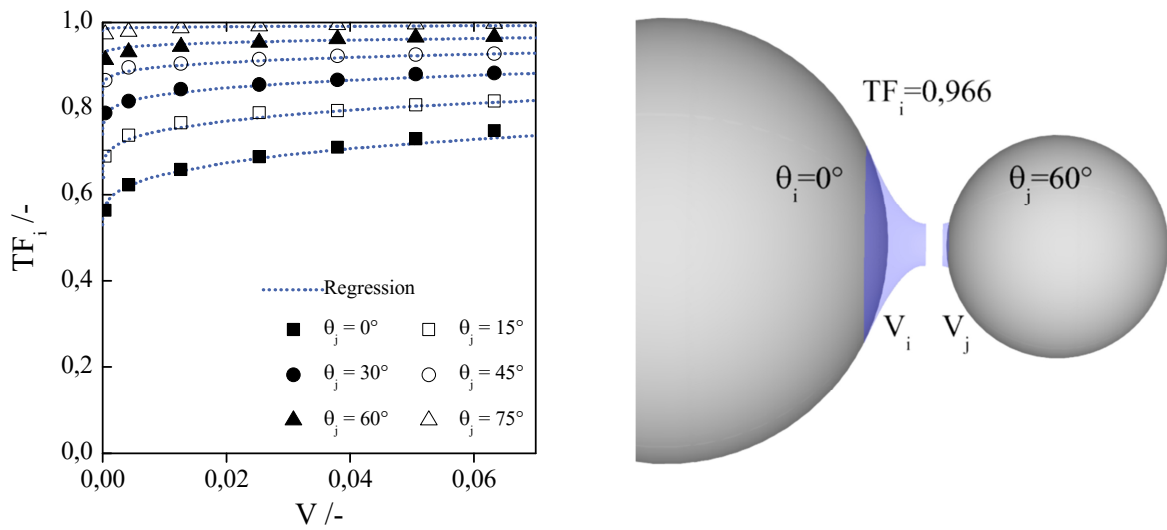 1,0
0,8
0,6
0,4
0,2
0,0
TFi /-
0,00
0,02
0,04
0,06
V /-
Regression
θj = 0°
θj = 15°
θj = 30°
θj = 45°
θj = 60°
θj = 75°
TFi=0,966
θi=0°
θj=60°
Vi
Vj